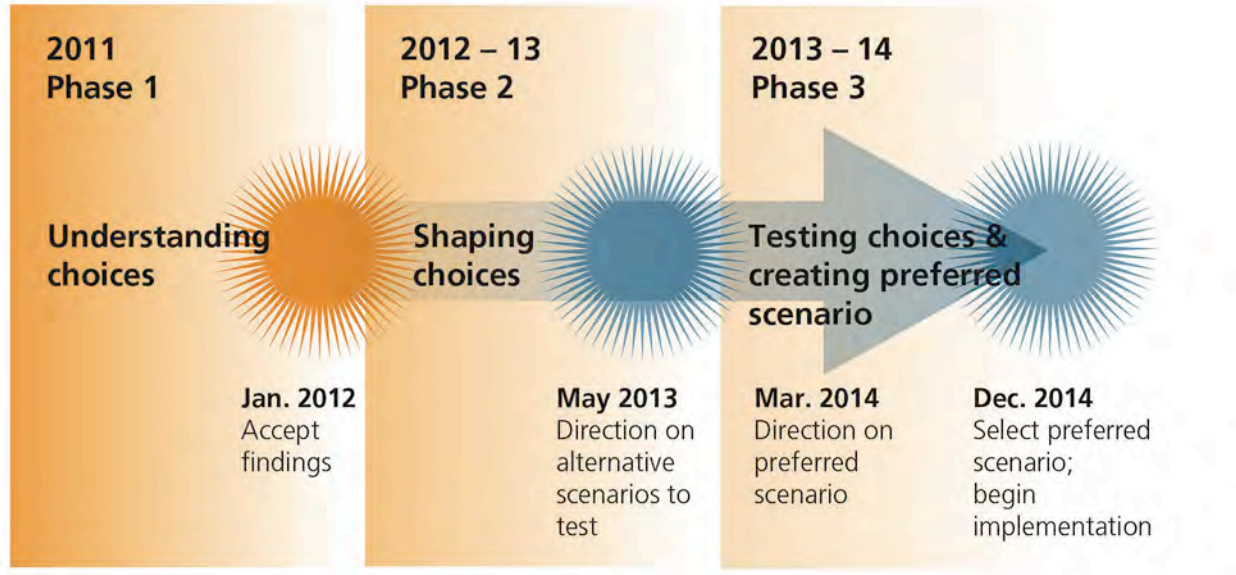 2011
Phase 1
2012 – 13
Phase 2
2013 – 14
Phase 3
Understanding
choices
Shaping
choices
Testing choices &
creating preferred
scenario
Jan. 2012
Accept
findings
May 2013
Direction on
alternative
scenarios to
test
Mar. 2014
Direction on
preferred
scenario
Dec. 2014
Select preferred
scenario;
begin
implementation